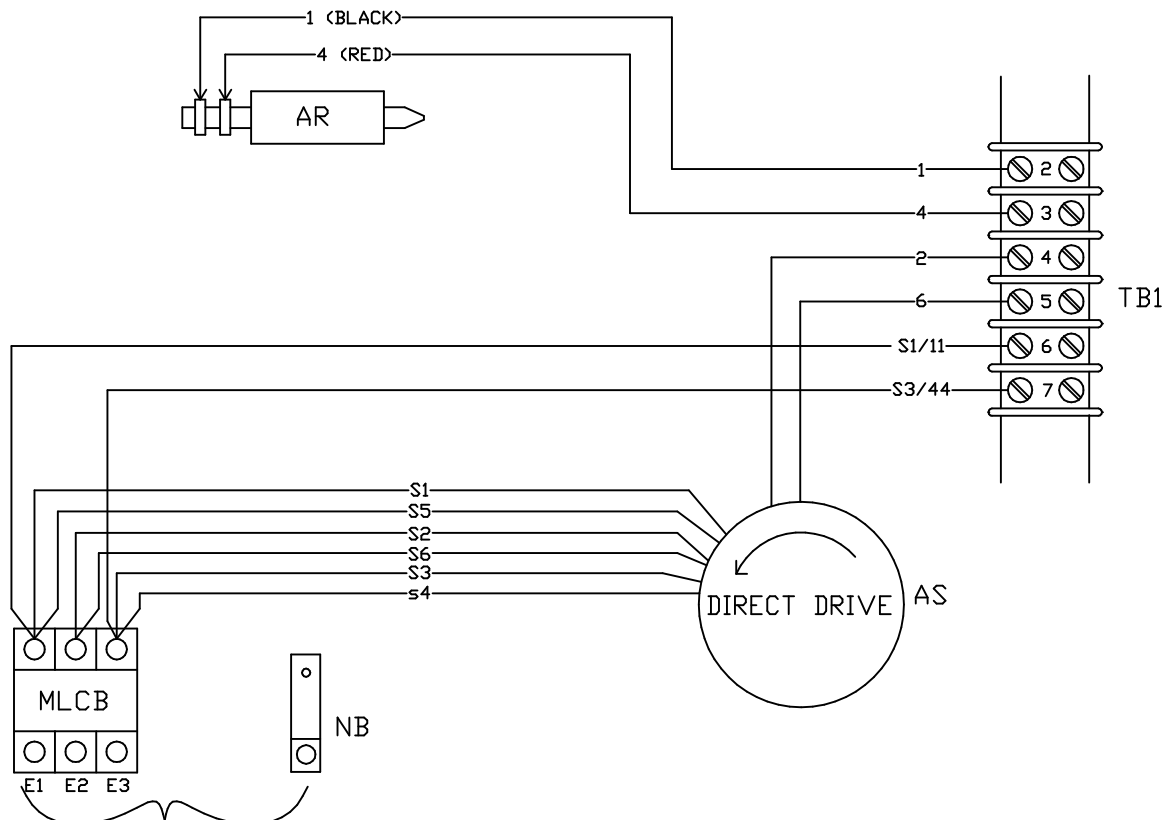 1 (BLACK)
4 (RED)
AR
1
2
4
3
2
4
6
5
TB1
S1/11
6
S3/44
7
S1
S5
S2
S6
S3
s4
DIRECT DRIVE
AS
MLCB
NB
E1 E2 E3